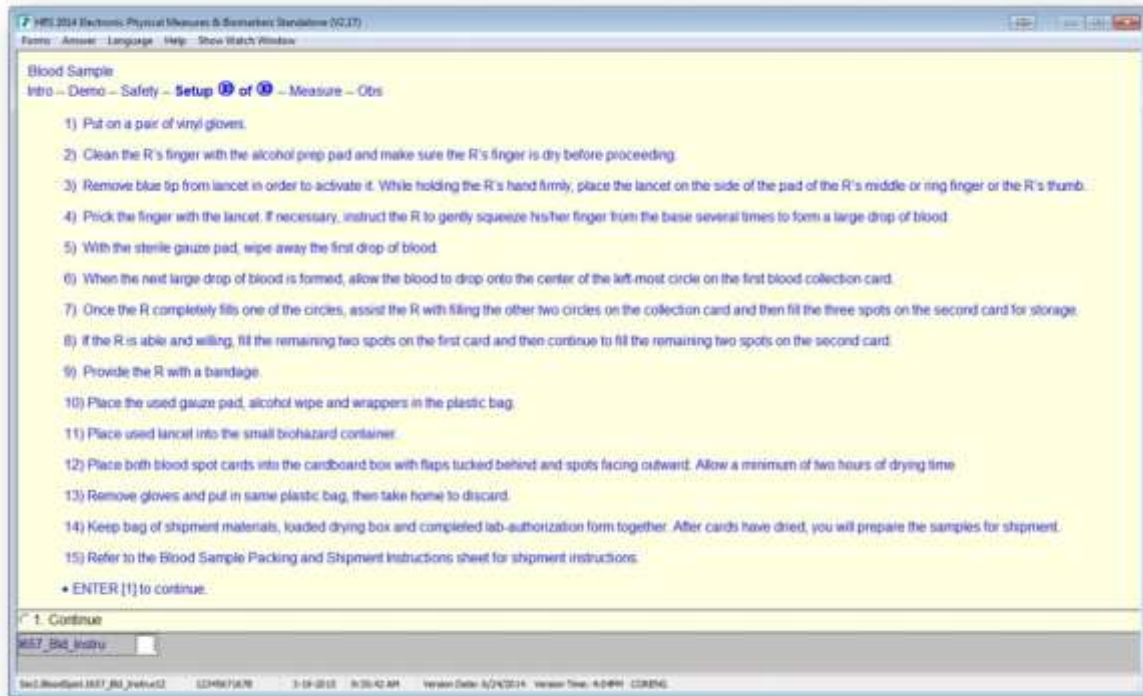 HRS 2014 Electronic Physical Measures & Biomarkers Standalone (V2.17)
Forms Answer Language Help Show Watch Window
Blood Sample
Intro – Demo – Safety – Setup of – Measure – Obs
1) Put on a pair of vinyl gloves.
2) Clean the R's finger with the alcohol prep pad and make sure the R's finger is dry before proceeding.
3) Remove blue tip from lancet in order to activate it. While holding the R's hand firmly, place the lancet on the side of the pad of the R's middle or ring finger or the R's thumb.
4) Prick the finger with the lancet. If necessary, instruct the R to gently squeeze his/her finger from the base several times to form a large drop of blood.
5) With the sterile gauze pad, wipe away the first drop of blood.
6) When the next large drop of blood is formed, allow the blood to drop onto the center of the left-most circle on the first blood collection card.
7) Once the R completely fills one of the circles, assist the R with filling the other two circles on the collection card and then fill the three spots on the second card for storage.
8) If the R is able and willing, fill the remaining two spots on the first card and then continue to fill the remaining two spots on the second card.
9) Provide the R with a bandage.
10) Place the used gauze pad, alcohol wipe and wrappers in the plastic bag.
11) Place used lancet into the small biohazard container.
12) Place both blood spot cards into the cardboard box with flaps tucked behind and spots facing outward. Allow a minimum of two hours of drying time
13) Remove gloves and put in same plastic bag, then take home to discard.
14) Keep bag of shipment materials, loaded drying box and completed lab-authorization form together. After cards have dried, you will prepare the samples for shipment.
15) Refer to the Blood Sample Packing and Shipment Instructions sheet for shipment instructions.
• ENTER [1] to continue.
1. Continue
I657_Bld_Instru
12345671678 9:35:42 AM Version Date: 6/24/2014 Version Time: 4:04PM